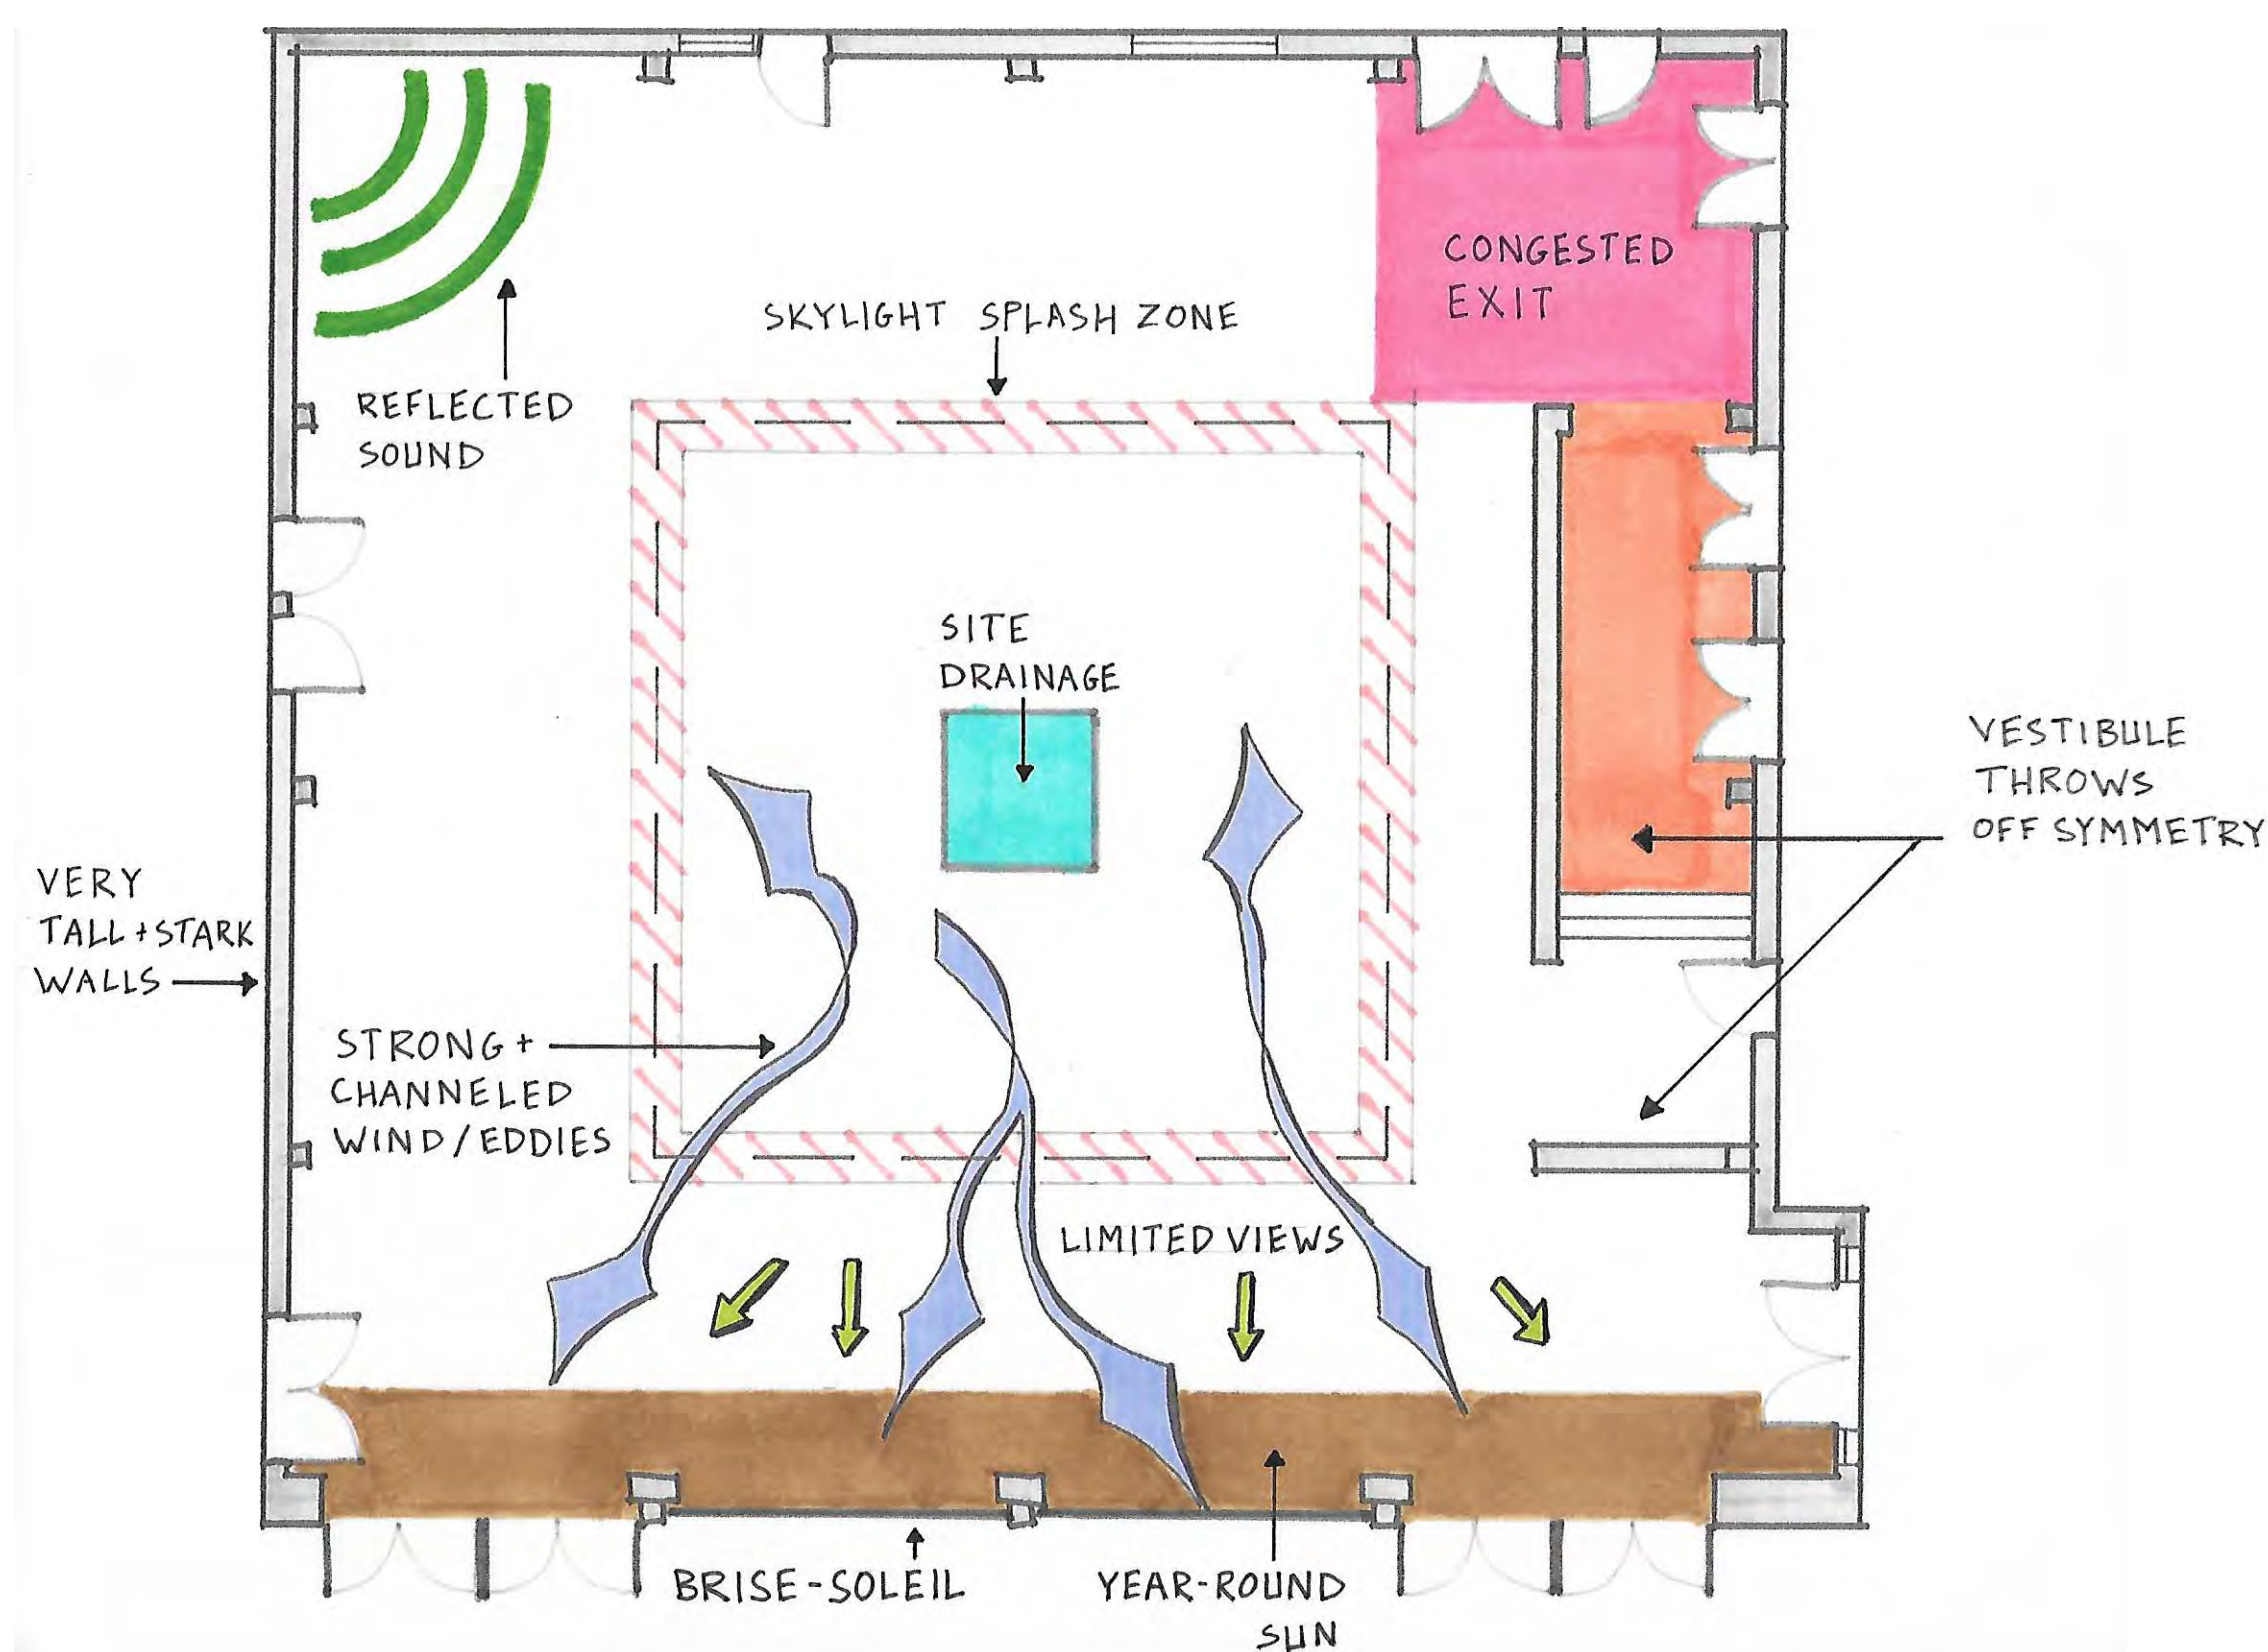 CONGESTED
EXIT
SKYLIGHT SPLASH ZONE
REFLECTED
SOUND
SITE
DRAINAGE
VESTIBULE
THROWS
OFF SYMMETRY
VERY
TALL + STARK
WALLS
STRONG +
CHANNELED
WIND/EDDIES
LIMITED VIEWS
BRISE-SOLEIL
YEAR-ROUND
SUN